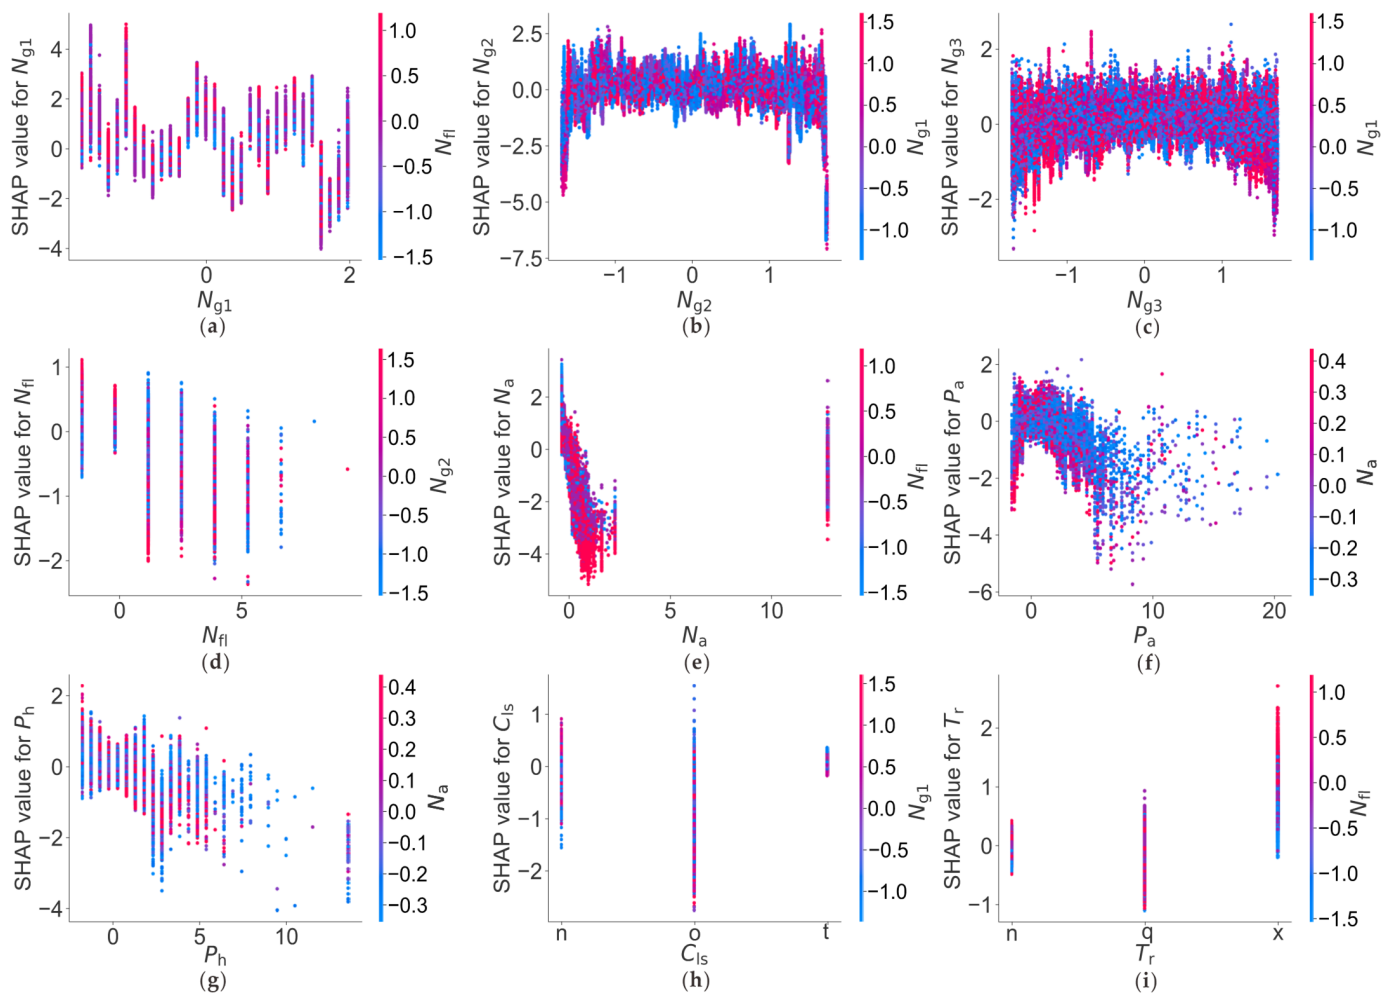 SHAP value for Ng1
4
2
0
−2
−4
0
2
Ng1
(a)
1.0
0.5
0.0
−0.5
−1.0
−1.5
Nfl
SHAP value for Ng2
2.5
0.0
−2.5
−5.0
−7.5
−1
0
1
Ng2
(b)
1.5
1.0
0.5
0.0
−0.5
−1.0
Ng1
SHAP value for Ng3
2
0
−2
−1
0
1
Ng3
(c)
1.5
1.0
0.5
0.0
−0.5
−1.0
Ng1
SHAP value for Nfl
1
0
−1
−2
0
5
Nfl
(d)
1.5
1.0
0.5
0.0
−0.5
−1.0
−1.5
Ng2
SHAP value for Na
2
0
−2
−4
0
5
10
Na
(e)
1.0
0.5
0.0
−0.5
−1.0
−1.5
Nfl
SHAP value for Pa
2
0
−2
−4
−6
0
10
20
Pa
(f)
0.4
0.3
0.2
0.1
0.0
−0.1
−0.2
−0.3
Na
SHAP value for Ph
2
0
−2
−4
0
5
10
Ph
(g)
0.4
0.3
0.2
0.1
0.0
−0.1
−0.2
−0.3
Na
SHAP value for Cls
1
0
−1
−2
n
o
t
Cls
(h)
1.5
1.0
0.5
0.0
−0.5
−1.0
Ng1
SHAP value for Tr
2
1
0
−1
n
q
x
Tr
(i)
1.0
0.5
0.0
−0.5
−1.0
−1.5
Nfl